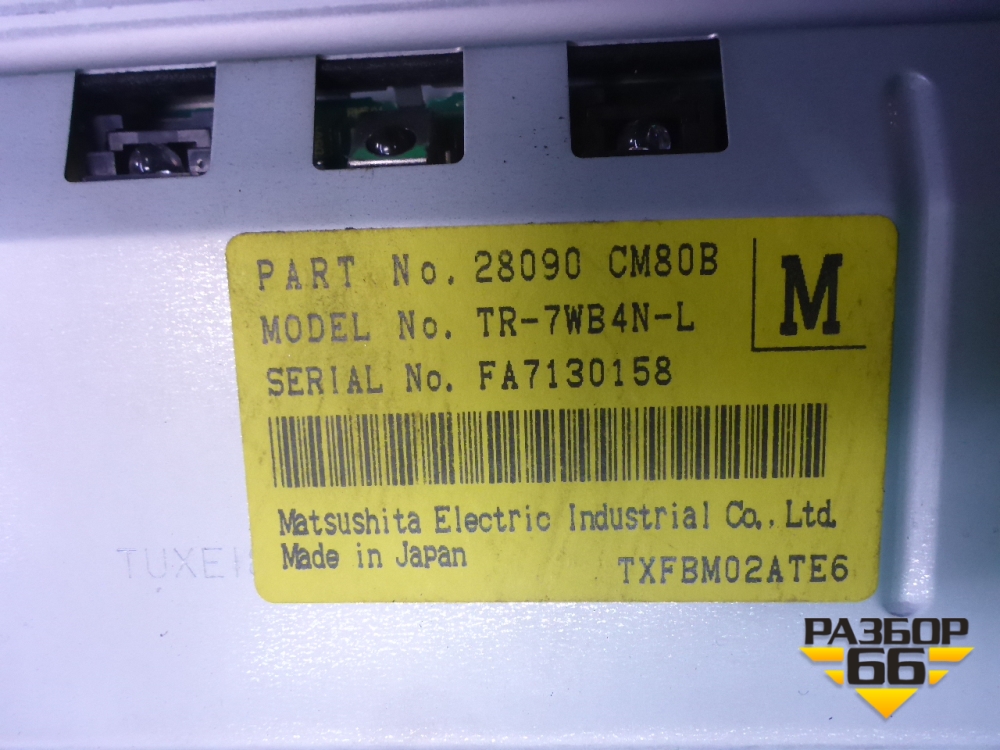 PART No. 28090 CM80B
M
MODEL No. TR-7WB4N-L
SERIAL No. FA7130158
Matsushita Electric Industrial Co., Ltd.
Made in Japan
TXFBM02ATE6
РАЗБОР
66